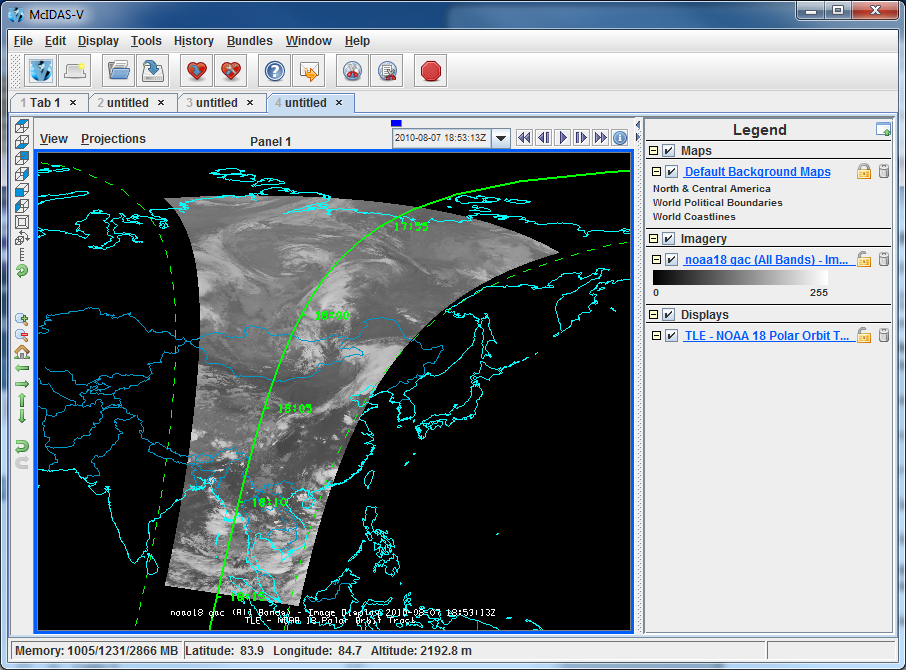 McIDAS-V
File Edit Display Tools History Bundles Window Help
1 Tab 1 2 untitled 3 untitled 4 untitled
View Projections Panel 1 2010-08-07 18:53:13Z
Legend
Maps
Default Background Maps
North & Central America
World Political Boundaries
World Coastlines
Imagery
noaa18 gac (All Bands) - Im...
0 255
Displays
TLE - NOAA 18 Polar Orbit T...
17:55
18:00
18:05
18:10
18:15
noaa18 gac (All Bands) - Image Display 2010-08-07 18:53:13Z
TLE - NOAA 18 Polar Orbit Track
Memory: 1005/1231/2866 MB Latitude: 83.9 Longitude: 84.7 Altitude: 2192.8 m